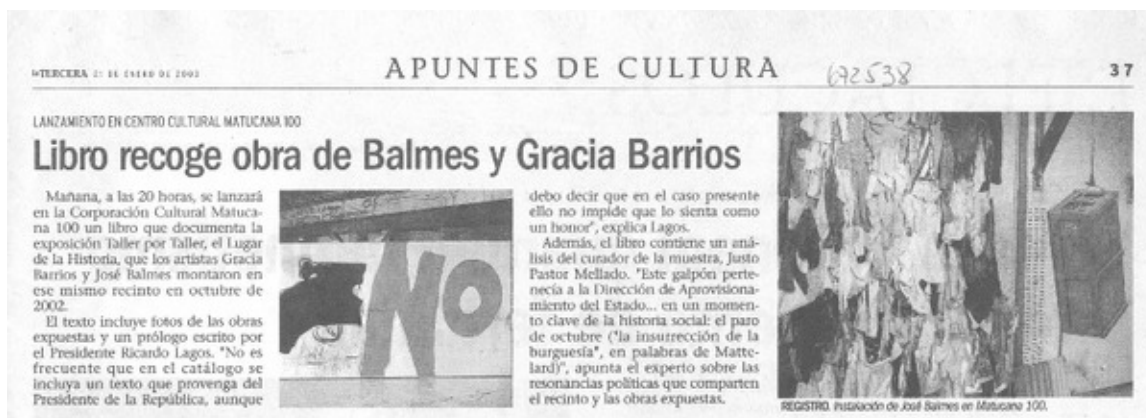 LA TERCERA 21 DE ENERO DE 2003
APUNTES DE CULTURA
672538
37
LANZAMIENTO EN CENTRO CULTURAL MATUCANA 100
Libro recoge obra de Balmes y Gracia Barrios
Mañana, a las 20 horas, se lanzará
en la Corporación Cultural Matuca-
na 100 un libro que documenta la
exposición Taller por Taller, el Lugar
de la Historia, que los artistas Gracia
Barrios y José Balmes montaron en
ese mismo recinto en octubre de
2002.
El texto incluye fotos de las obras
expuestas y un prólogo escrito por
el Presidente Ricardo Lagos. "No es
frecuente que en el catálogo se
incluya un texto que provenga del
Presidente de la República, aunque
NO
debo decir que en el caso presente
ello no impide que lo sienta como
un honor", explica Lagos.
Además, el libro contiene un aná-
lisis del curador de la muestra, Justo
Pastor Mellado. "Este galpón perte-
necía a la Dirección de Aprovisiona-
miento del Estado... en un momen-
to clave de la historia social: el paro
de octubre ("la insurrección de la
burguesía", en palabras de Matte-
lard)", apunta el experto sobre las
resonancias políticas que comparten
el recinto y las obras expuestas.
REGISTRO. Instalación de José Balmes en Matucana 100.